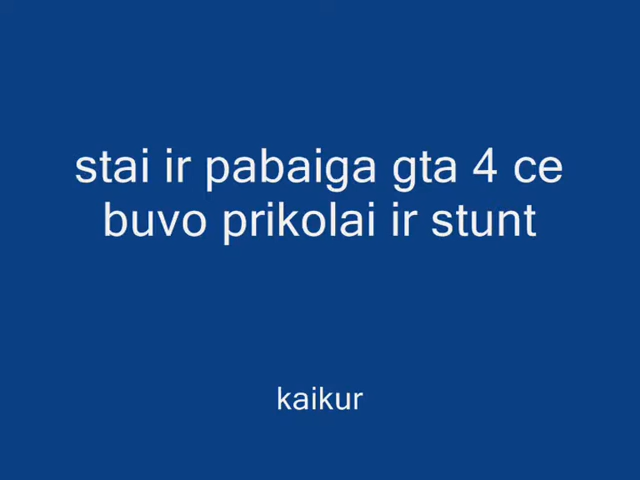 stai ir pabaiga gta 4 ce
buvo prikolai ir stunt
kaikur